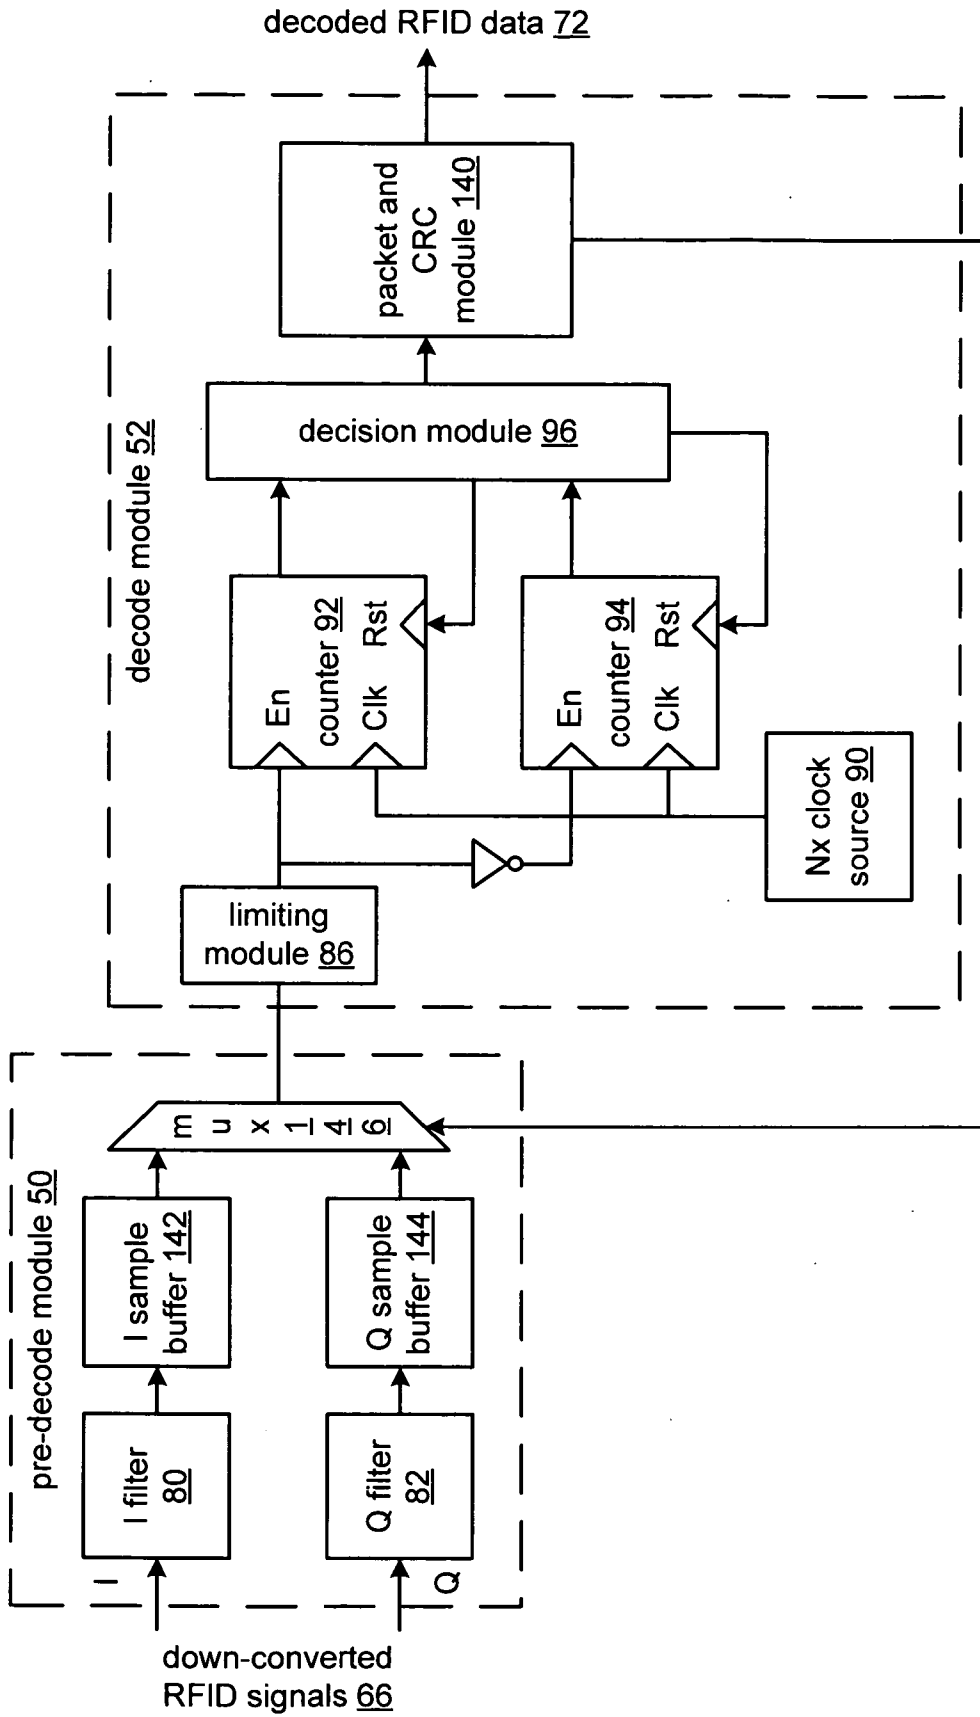 decoded RFID data 72
decode module 52
packet and
CRC
module 140
decision module 96
En
counter 92
Clk Rst
En
counter 94
Clk Rst
Nx clock
source 90
limiting
module 86
pre-decode module 50
mux 146
I sample
buffer 142
Q sample
buffer 144
I filter
80
Q filter
82
I
Q
down-converted
RFID signals 66